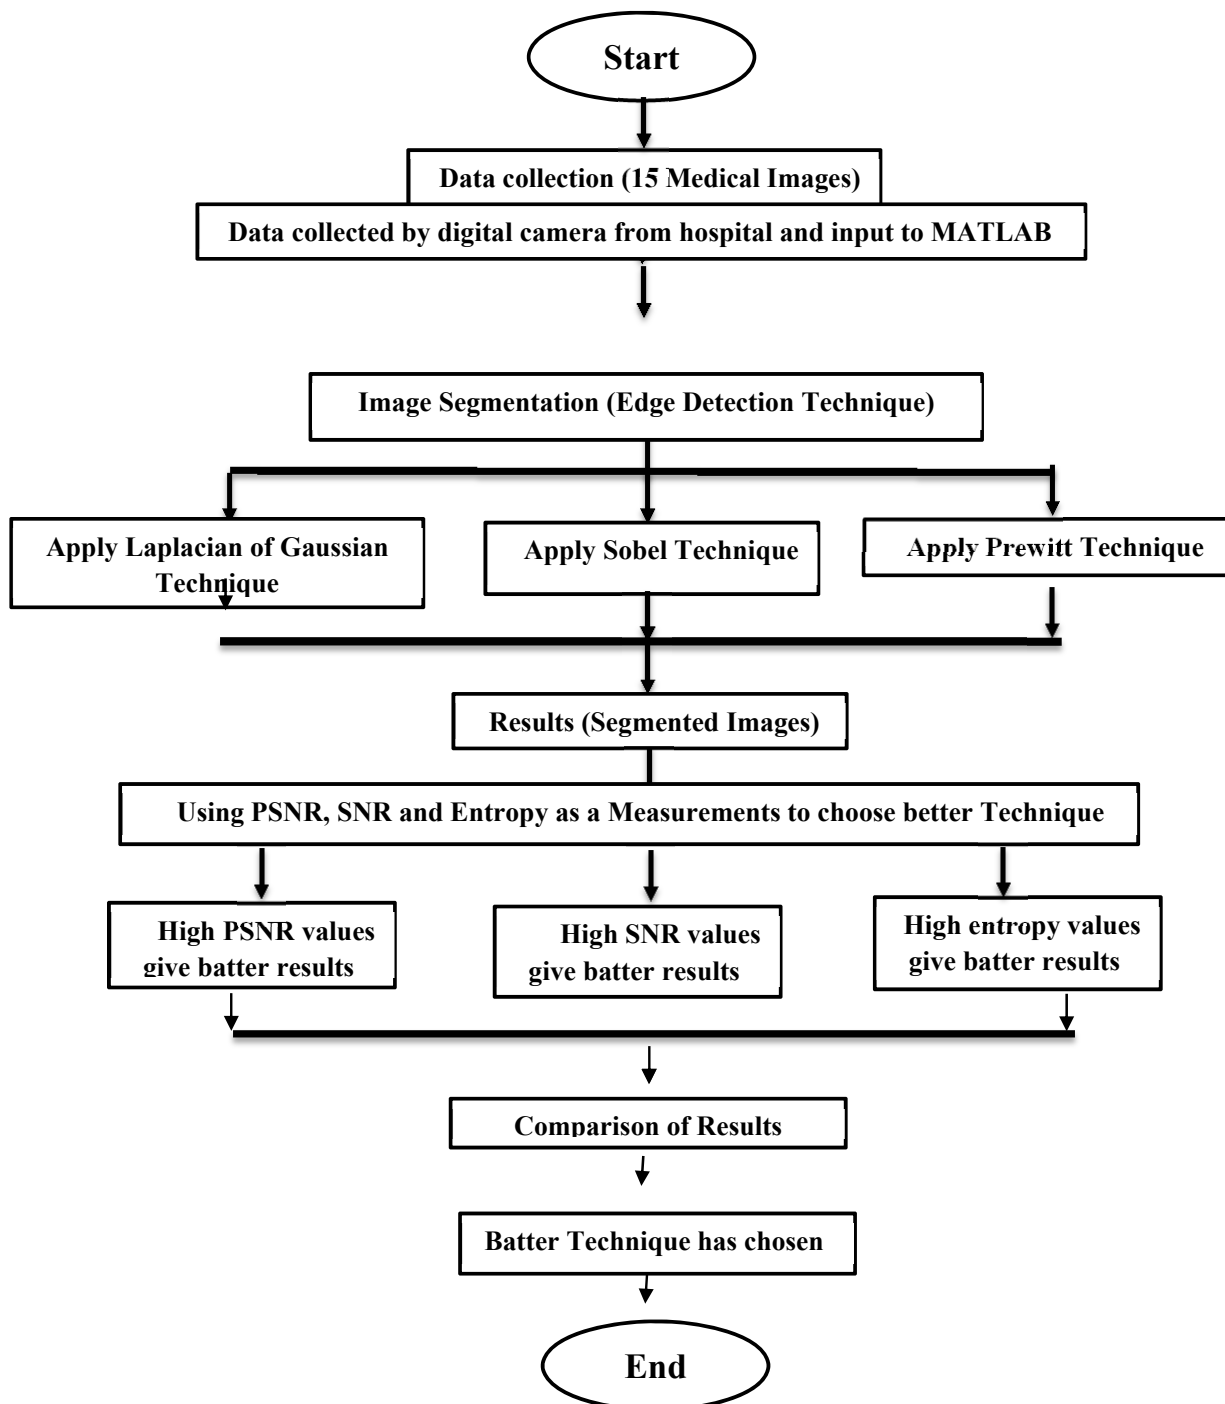 Start
Data collection (15 Medical Images)
Data collected by digital camera from hospital and input to MATLAB
Image Segmentation (Edge Detection Technique)
Apply Laplacian of Gaussian
Technique
Apply Sobel Technique
Apply Prewitt Technique
Results (Segmented Images)
Using PSNR, SNR and Entropy as a Measurements to choose better Technique
High PSNR values
give batter results
High SNR values
give batter results
High entropy values
give batter results
Comparison of Results
Batter Technique has chosen
End